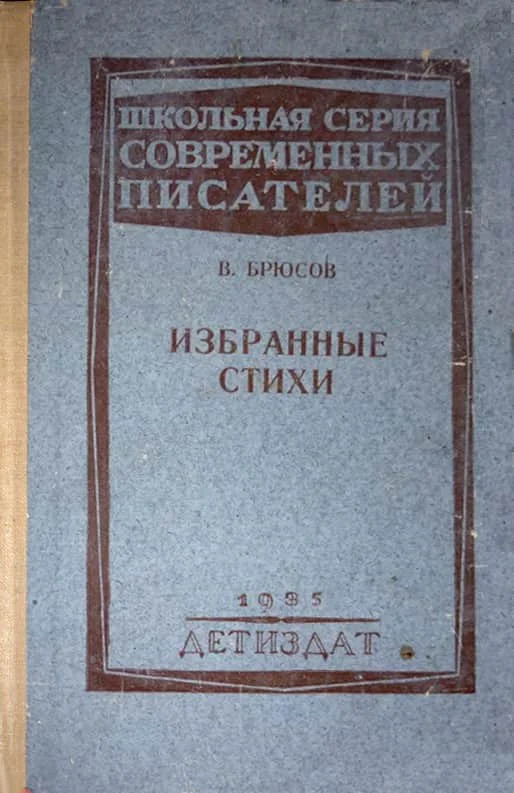 ШКОЛЬНАЯ СЕРИЯ
СОВРЕМЕННЫХ
ПИСАТЕЛЕЙ
В. БРЮСОВ
ИЗБРАННЫЕ
СТИХИ
1935
ДЕТИЗДАТ